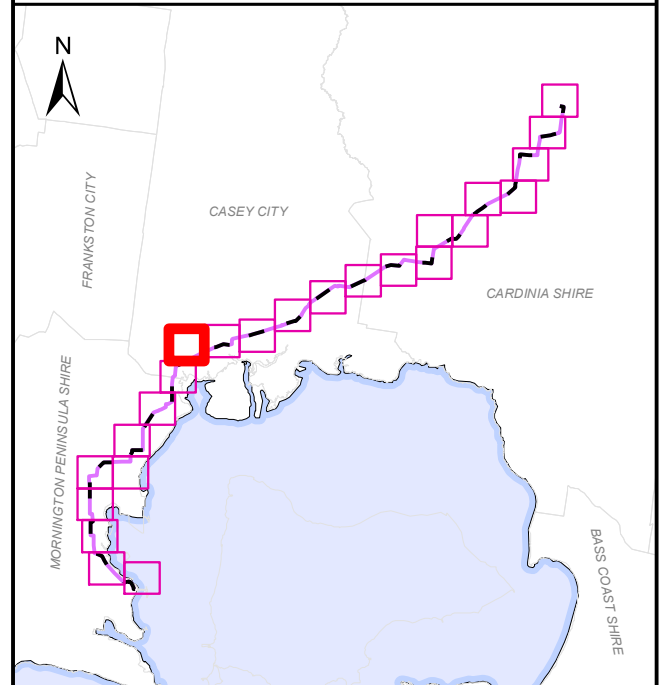 N
FRANKSTON CITY
CASEY CITY
CARDINIA SHIRE
MORNINGTON PENINSULA SHIRE
BASS COAST SHIRE